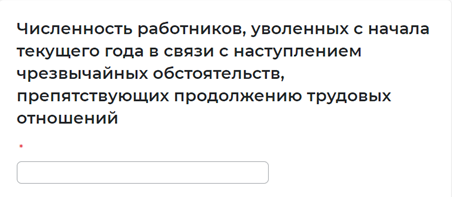 Численность работников, уволенных с начала
текущего года в связи с наступлением
чрезвычайных обстоятельств,
препятствующих продолжению трудовых
отношений
*